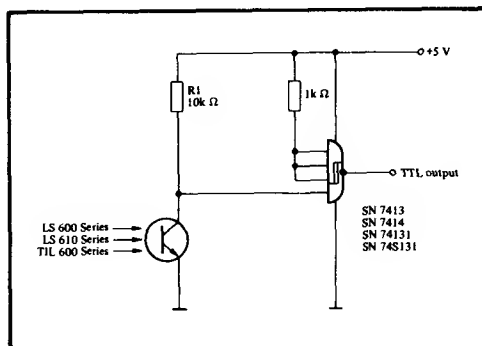 +5 V
R1
10k Ω
1k Ω
TTL output
LS 600 Series
LS 610 Series
TIL 600 Series
SN 7413
SN 7414
SN 74131
SN 74S131